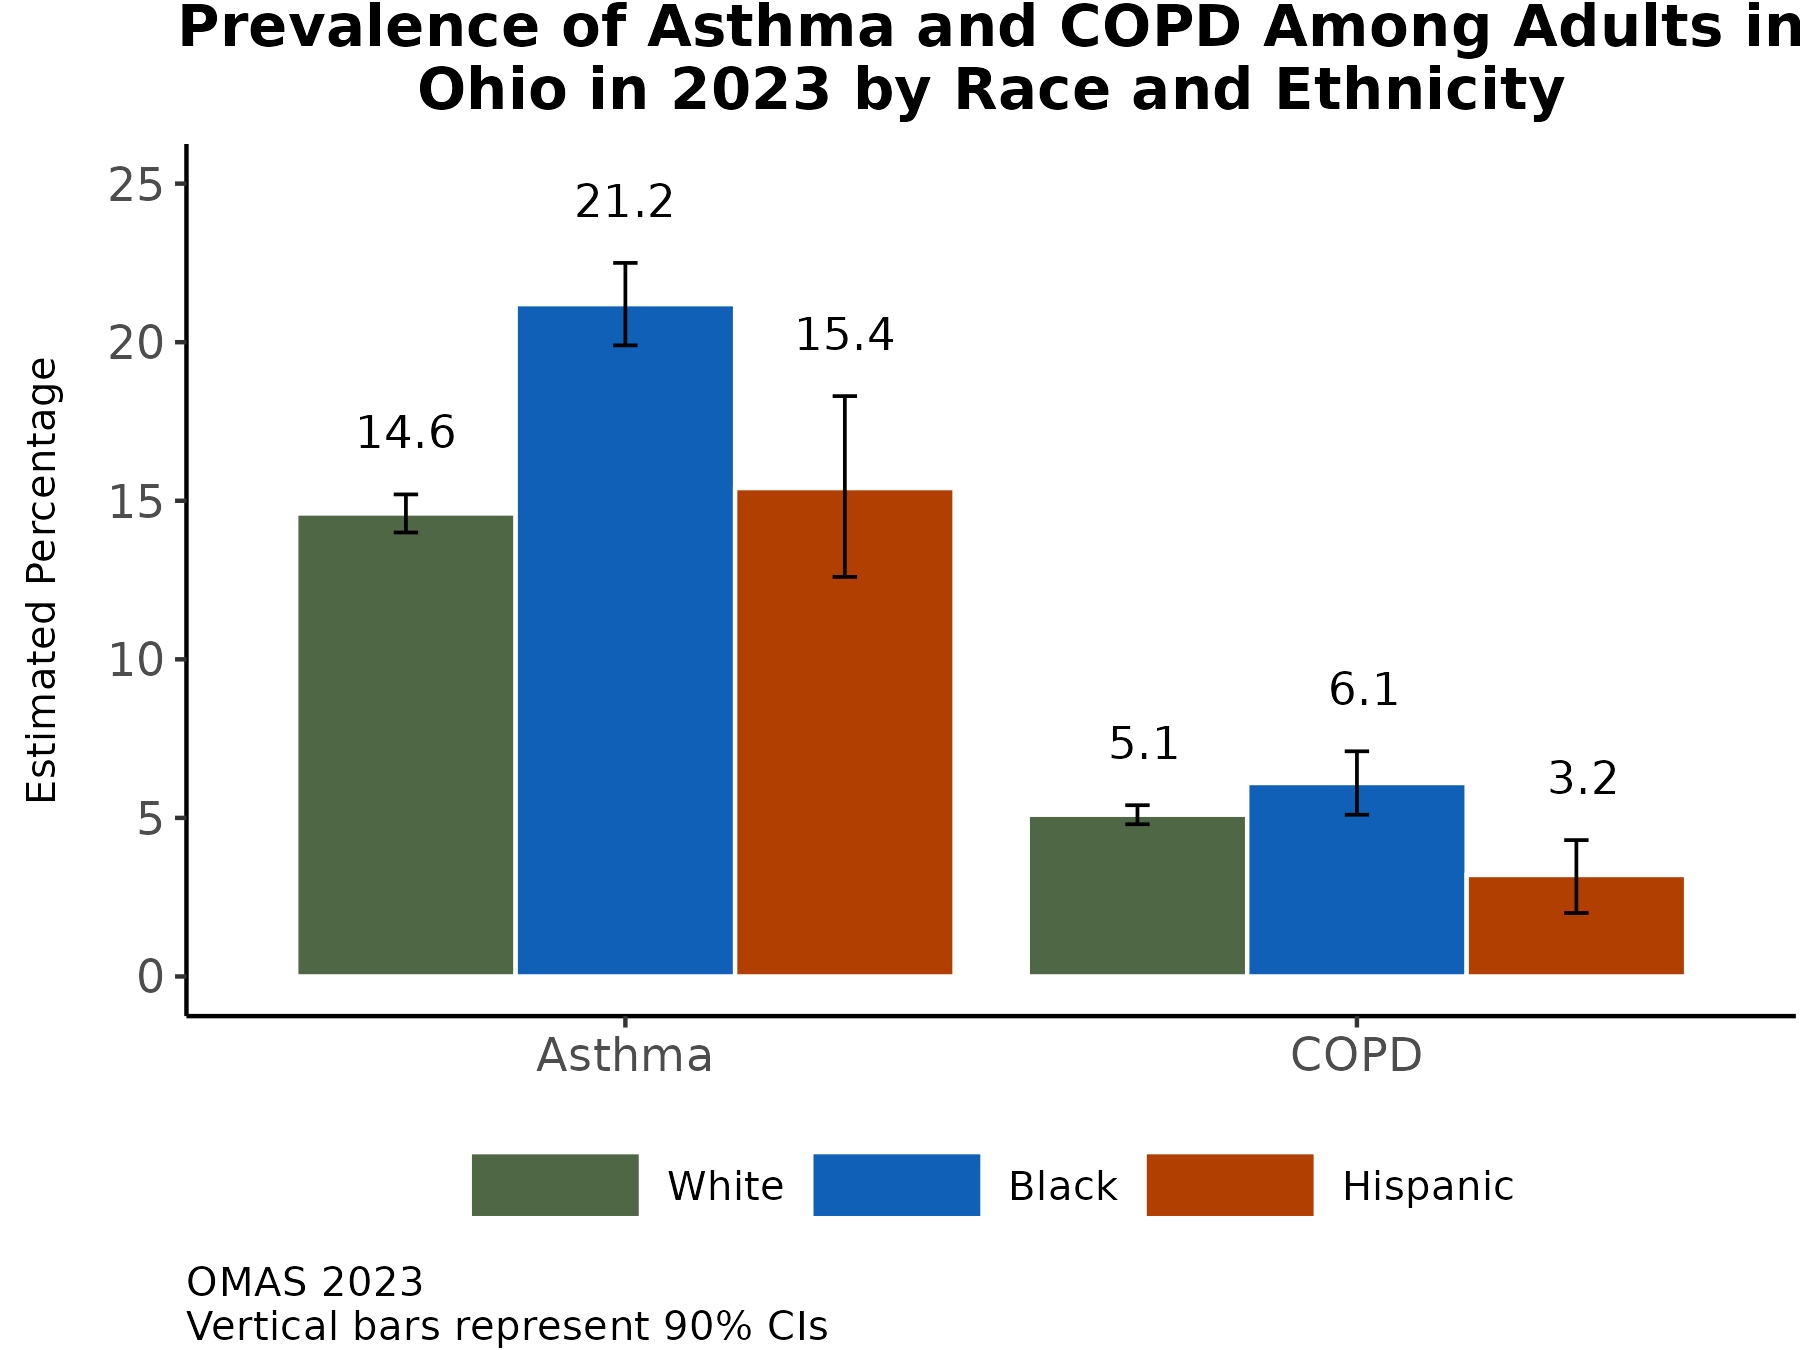 Prevalence of Asthma and COPD Among Adults in
Ohio in 2023 by Race and Ethnicity
Estimated Percentage
25
20
15
10
5
0
14.6
21.2
15.4
5.1
6.1
3.2
Asthma
COPD
White
Black
Hispanic
OMAS 2023
Vertical bars represent 90% CIs